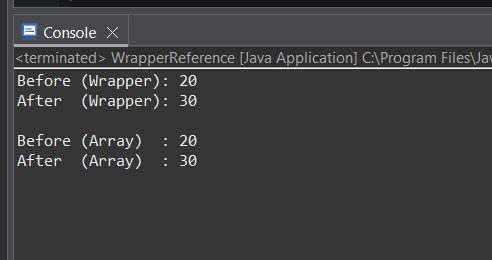 Console
<terminated> WrapperReference [Java Application] C:\Program Files\Jav
Before (Wrapper): 20
After  (Wrapper): 30
Before (Array)  : 20
After  (Array)  : 30